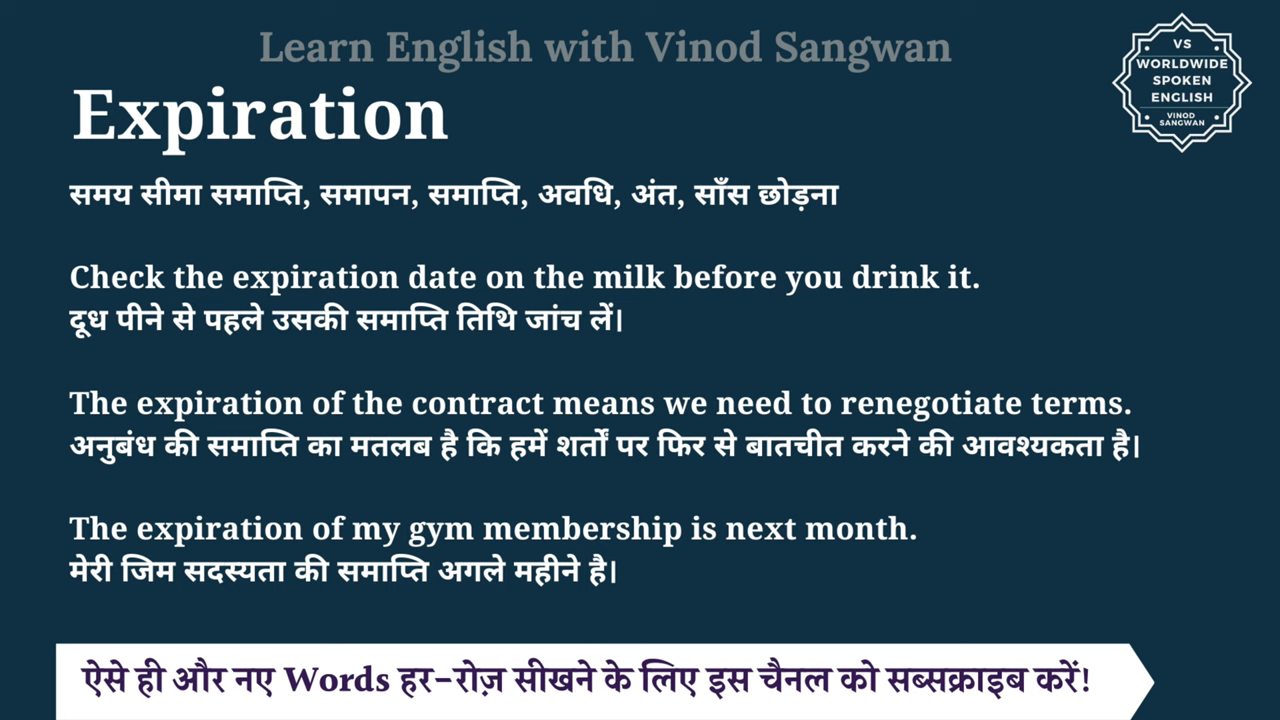 Learn English with Vinod Sangwan
VS
WORLDWIDE
SPOKEN
ENGLISH
VINOD
SANGWAN
Expiration
समय सीमा समाप्ति, समापन, समाप्ति, अवधि, अंत, साँस छोड़ना
Check the expiration date on the milk before you drink it.
दूध पीने से पहले उसकी समाप्ति तिथि जांच लें।
The expiration of the contract means we need to renegotiate terms.
अनुबंध की समाप्ति का मतलब है कि हमें शर्तों पर फिर से बातचीत करने की आवश्यकता है।
The expiration of my gym membership is next month.
मेरी जिम सदस्यता की समाप्ति अगले महीने है।
ऐसे ही और नए Words हर-रोज़ सीखने के लिए इस चैनल को सब्सक्राइब करें!